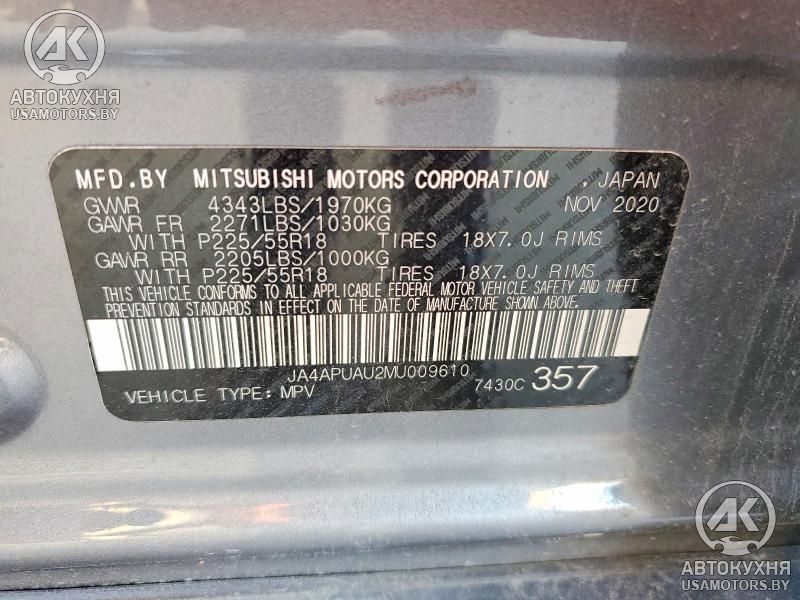 АВТОКУХНЯ
USAMOTORS.BY
MFD.BY MITSUBISHI MOTORS CORPORATION . JAPAN
GVWR 4343LBS/1970KG NOV 2020
GAWR FR 2271LBS/1030KG
WITH P225/55R18 TIRES 18X7.0J RIMS
GAWR RR 2205LBS/1000KG
WITH P225/55R18 TIRES 18X7.0J RIMS
THIS VEHICLE CONFORMS TO ALL APPLICABLE FEDERAL MOTOR VEHICLE SAFETY AND THEFT
PREVENTION STANDARDS IN EFFECT ON THE DATE OF MANUFACTURE SHOWN ABOVE.
JA4APUAU2MU009610
VEHICLE TYPE: MPV 7430C 357
АВТОКУХНЯ
USAMOTORS.BY